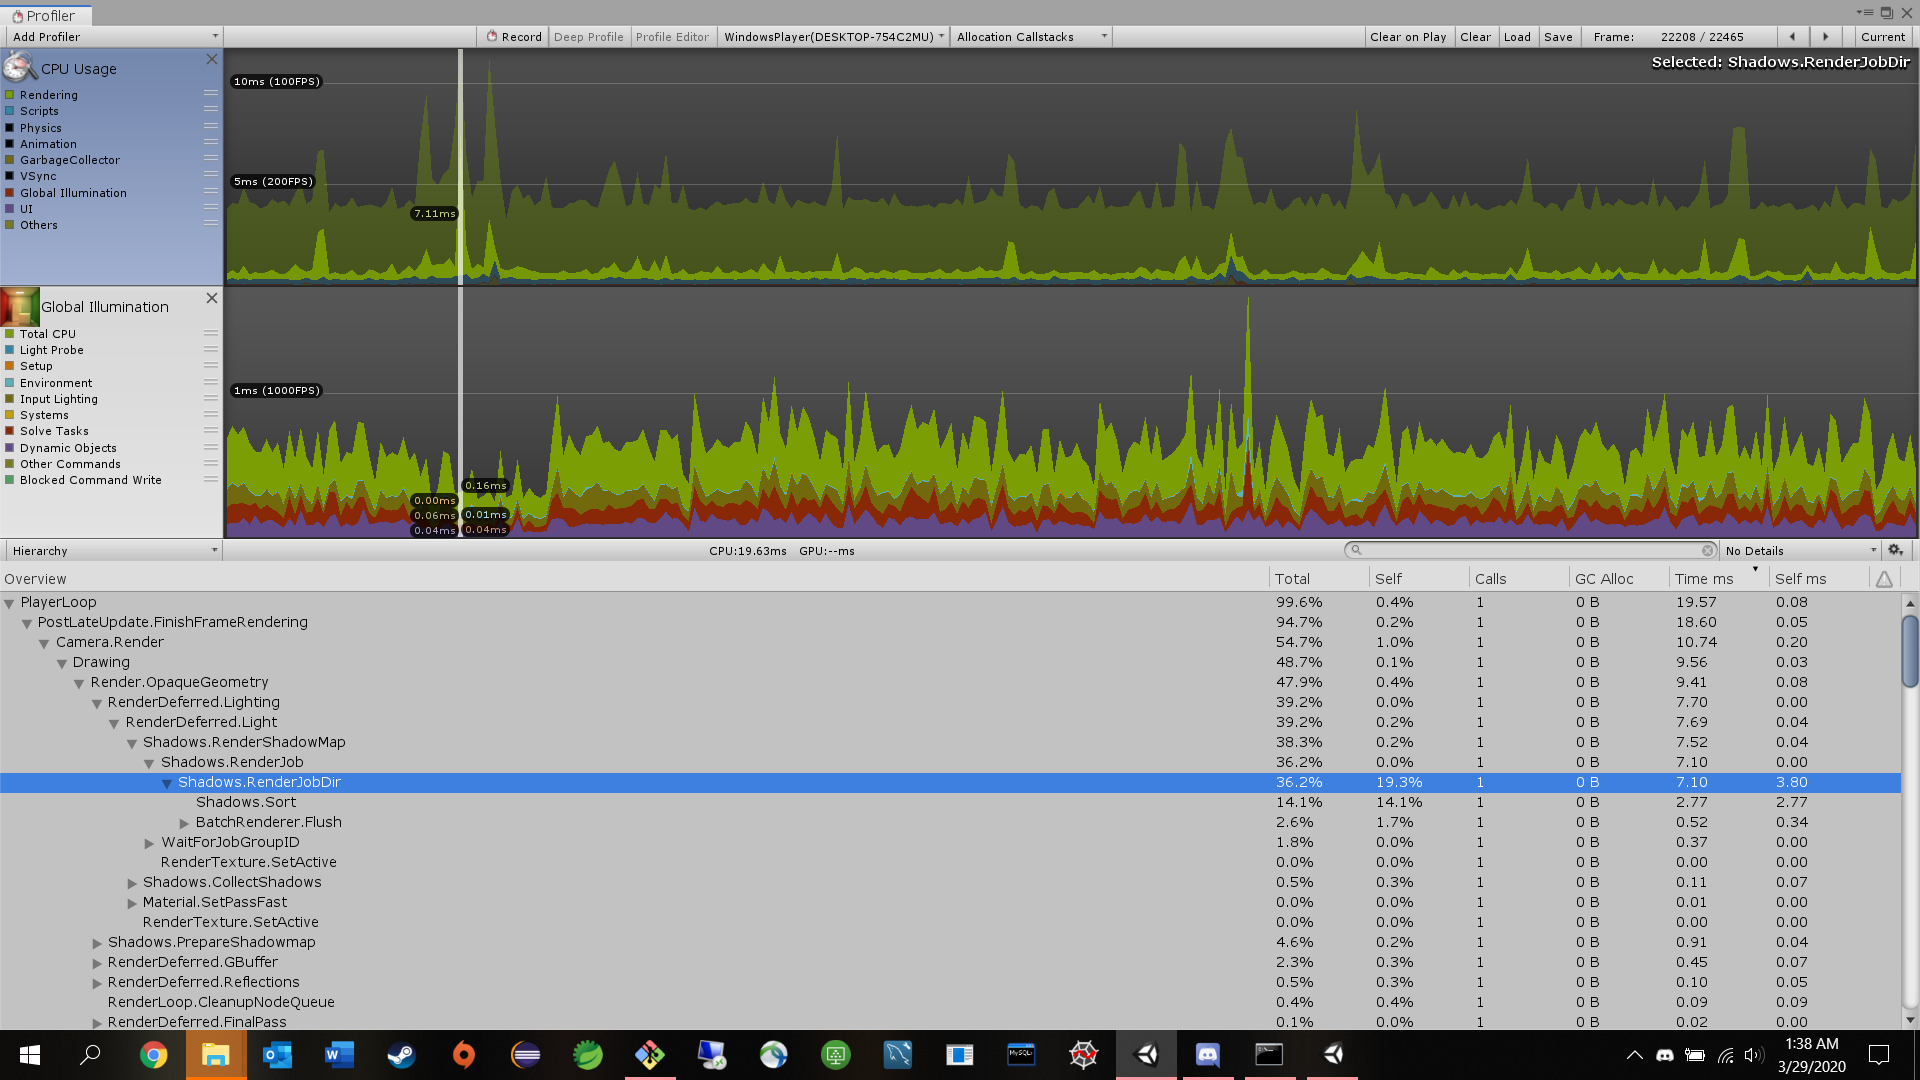 Profiler
Add Profiler
Record
Deep Profile
Profile Editor
WindowsPlayer(DESKTOP-754C2MU)
Allocation Callstacks
Clear on Play
Clear
Load
Save
Frame: 22208 / 22465
Current
CPU Usage
Rendering
Scripts
Physics
Animation
GarbageCollector
VSync
Global Illumination
UI
Others
Selected: Shadows.RenderJobDir
10ms (100FPS)
5ms (200FPS)
7.11ms
Global Illumination
Total CPU
Light Probe
Setup
Environment
Input Lighting
Systems
Solve Tasks
Dynamic Objects
Other Commands
Blocked Command Write
1ms (1000FPS)
0.16ms
0.00ms
0.06ms 0.01ms
0.04ms 0.04ms
Hierarchy
CPU:19.63ms GPU:--ms
No Details
Overview Total Self Calls GC Alloc Time ms Self ms
PlayerLoop 99.6% 0.4% 1 0 B 19.57 0.08
PostLateUpdate.FinishFrameRendering 94.7% 0.2% 1 0 B 18.60 0.05
Camera.Render 54.7% 1.0% 1 0 B 10.74 0.20
Drawing 48.7% 0.1% 1 0 B 9.56 0.03
Render.OpaqueGeometry 47.9% 0.4% 1 0 B 9.41 0.08
RenderDeferred.Lighting 39.2% 0.0% 1 0 B 7.70 0.00
RenderDeferred.Light 39.2% 0.2% 1 0 B 7.69 0.04
Shadows.RenderShadowMap 38.3% 0.2% 1 0 B 7.52 0.04
Shadows.RenderJob 36.2% 0.0% 1 0 B 7.10 0.00
Shadows.RenderJobDir 36.2% 19.3% 1 0 B 7.10 3.80
Shadows.Sort 14.1% 14.1% 1 0 B 2.77 2.77
BatchRenderer.Flush 2.6% 1.7% 1 0 B 0.52 0.34
WaitForJobGroupID 1.8% 0.0% 1 0 B 0.37 0.00
RenderTexture.SetActive 0.0% 0.0% 1 0 B 0.00 0.00
Shadows.CollectShadows 0.5% 0.3% 1 0 B 0.11 0.07
Material.SetPassFast 0.0% 0.0% 1 0 B 0.01 0.00
RenderTexture.SetActive 0.0% 0.0% 1 0 B 0.00 0.00
Shadows.PrepareShadowmap 4.6% 0.2% 1 0 B 0.91 0.04
RenderDeferred.GBuffer 2.3% 0.3% 1 0 B 0.45 0.07
RenderDeferred.Reflections 0.5% 0.3% 1 0 B 0.10 0.05
RenderLoop.CleanupNodeQueue 0.4% 0.4% 1 0 B 0.09 0.09
RenderDeferred.FinalPass 0.1% 0.0% 1 0 B 0.02 0.00
MySQL
1:38 AM
3/29/2020